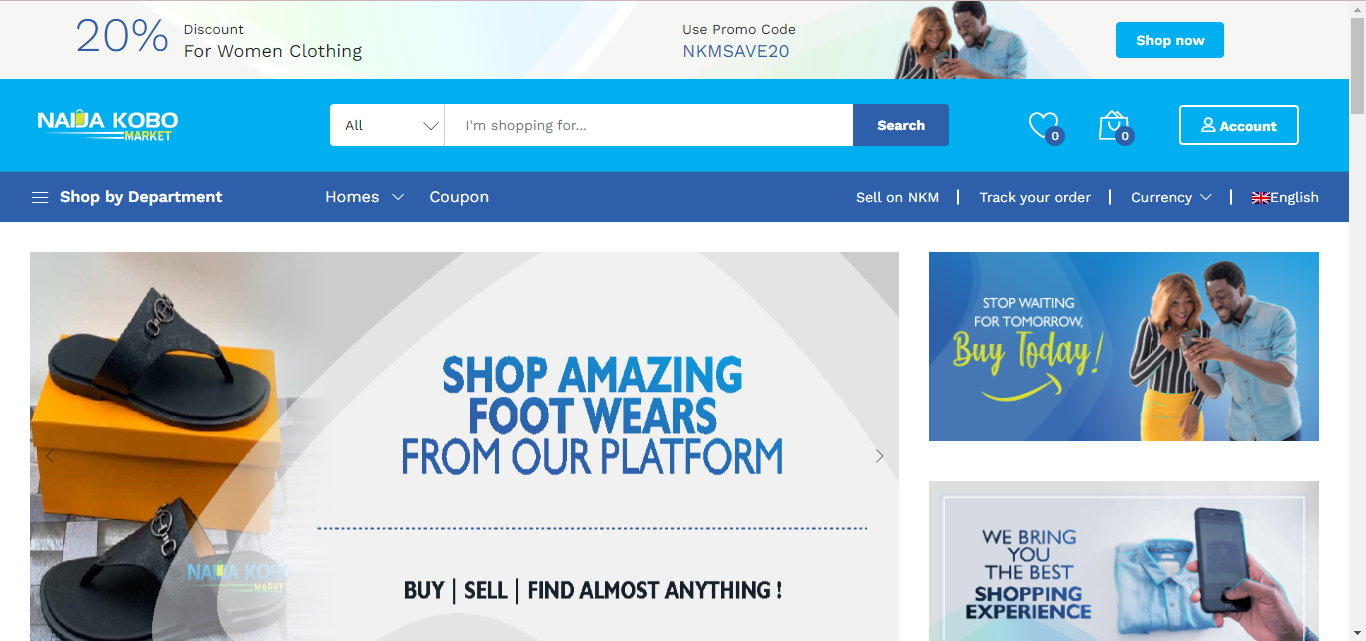 20%
Discount
For Women Clothing
Use Promo Code
NKMSAVE20
Shop now
NAIJA KOBO
MARKET
All
I'm shopping for...
Search
0
0
Account
Shop by Department
Homes
Coupon
Sell on NKM
Track your order
Currency
English
SHOP AMAZING
FOOT WEARS
FROM OUR PLATFORM
BUY | SELL | FIND ALMOST ANYTHING !
NAIJA KOBO
MARKET
STOP WAITING
FOR TOMORROW,
Buy Today!
WE BRING
YOU
THE BEST
SHOPPING
EXPERIENCE